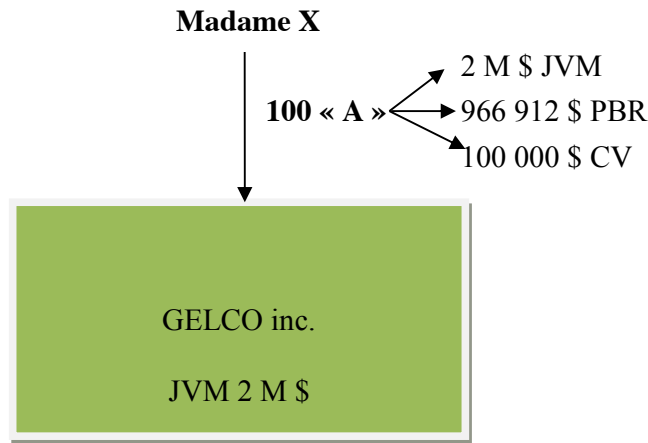 Madame X
2 M $ JVM
100 « A »
966 912 $ PBR
100 000 $ CV
GELCO inc.
JVM 2 M $